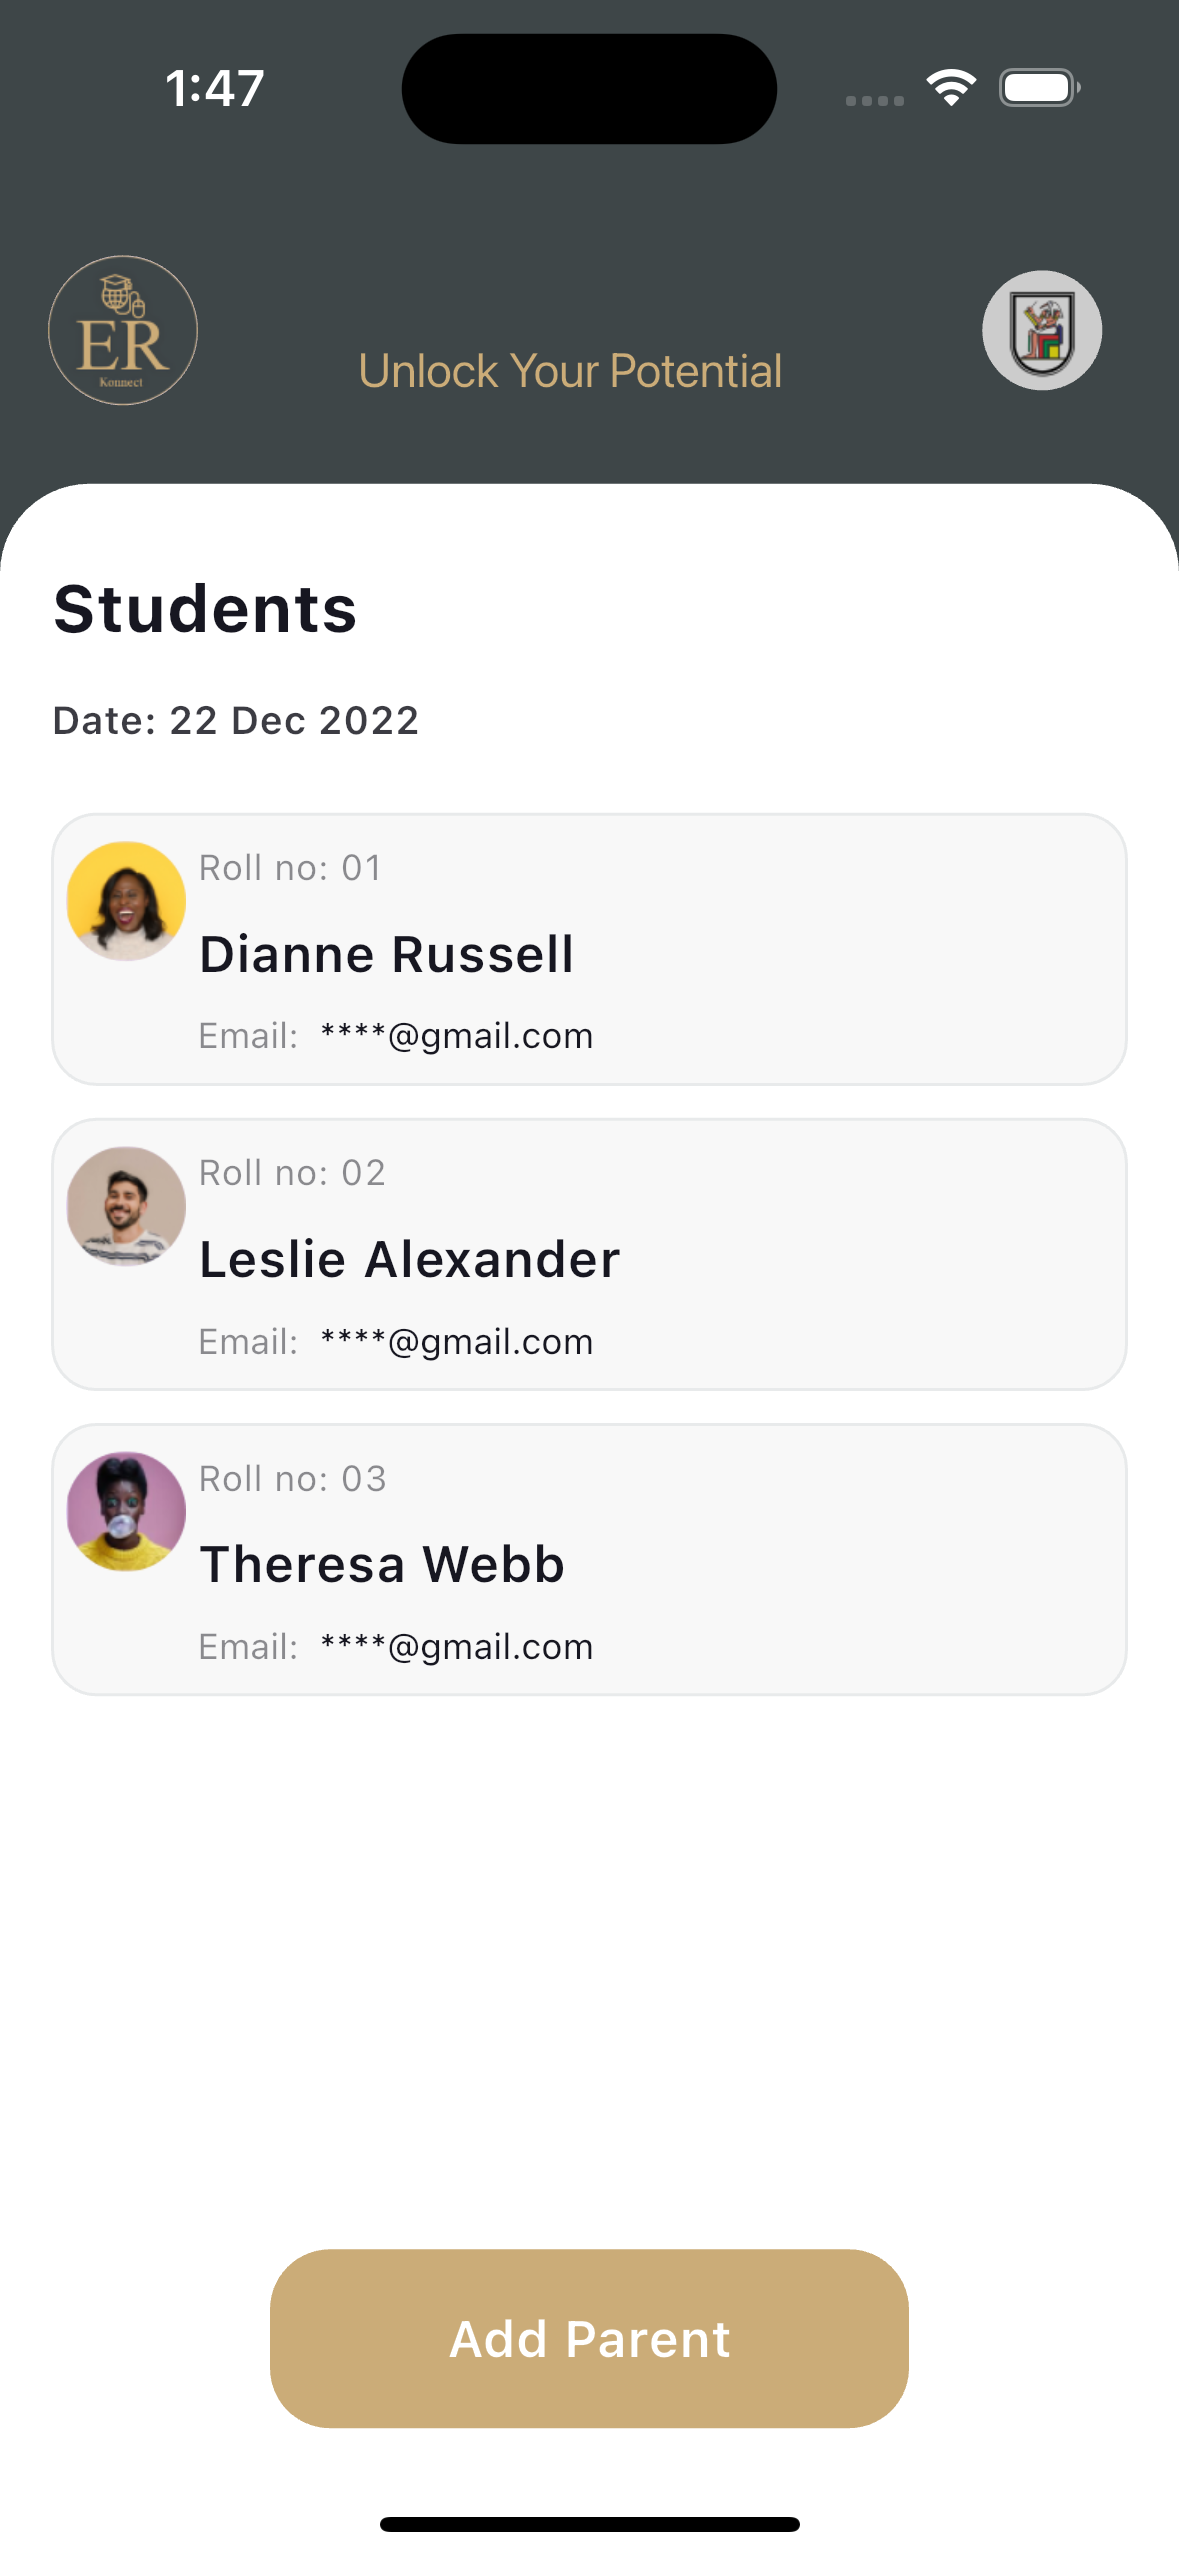 1:47
ER
Konnect
Unlock Your Potential
Students
Date: 22 Dec 2022
Roll no: 01
Dianne Russell
Email: ****@gmail.com
Roll no: 02
Leslie Alexander
Email: ****@gmail.com
Roll no: 03
Theresa Webb
Email: ****@gmail.com
Add Parent